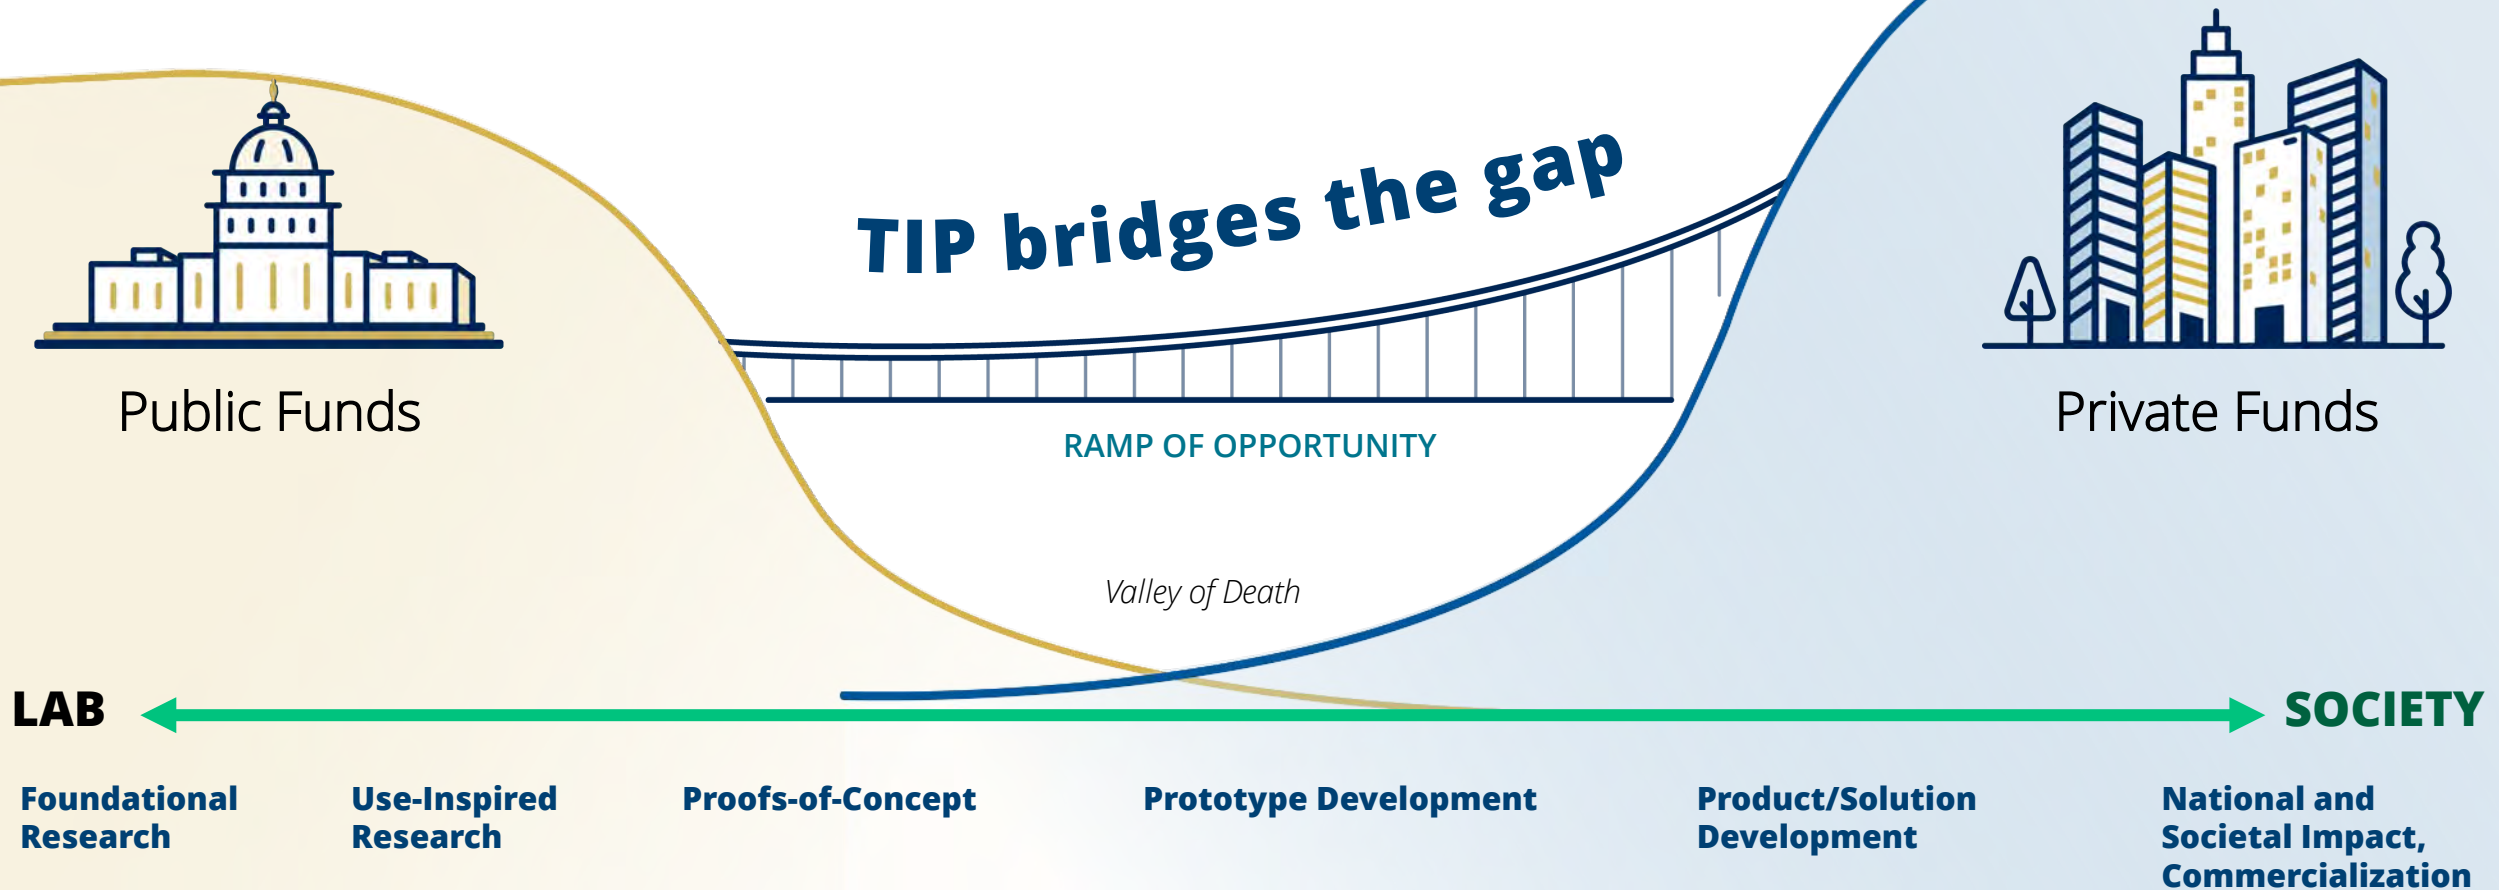 TIP bridges the gap
Public Funds
Private Funds
RAMP OF OPPORTUNITY
Valley of Death
LAB
SOCIETY
Foundational
Research
Use-Inspired
Research
Proofs-of-Concept
Prototype Development
Product/Solution
Development
National and
Societal Impact,
Commercialization